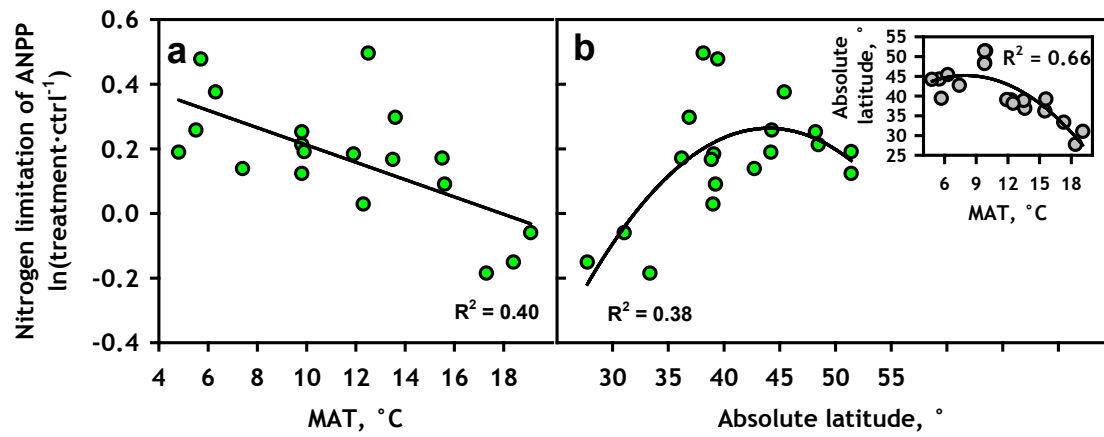 Nitrogen limitation of ANPP
ln(treatment·ctrl⁻¹)
0.6
0.4
0.2
0.0
-0.2
-0.4
a
R² = 0.40
4 6 8 10 12 14 16 18
MAT, °C
b
R² = 0.38
30 35 40 45 50 55
Absolute latitude, °
Absolute
latitude, °
55
50
45
40
35
30
25
R² = 0.66
6 9 12 15 18
MAT, °C